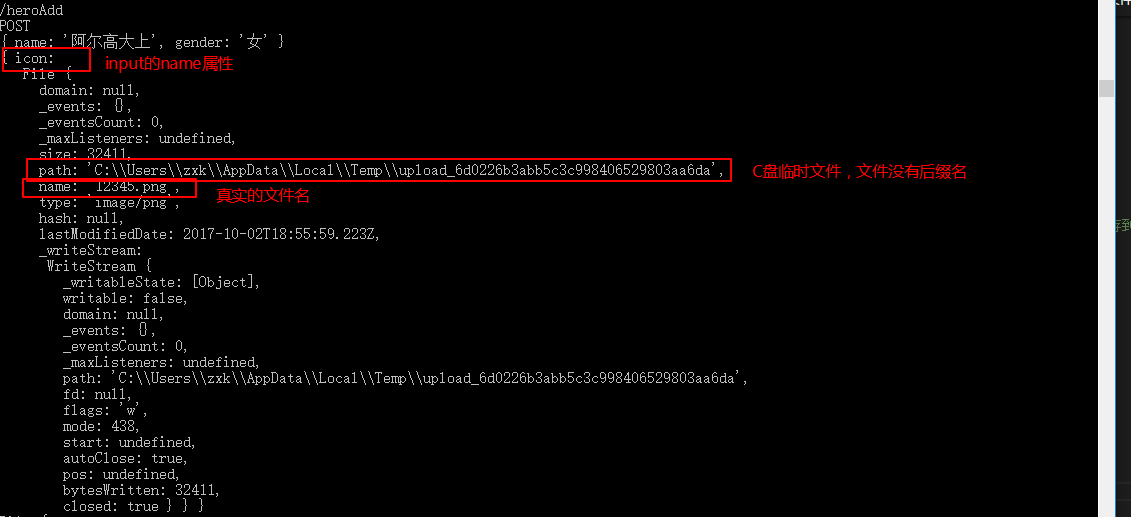 /heroAdd
POST
{ name: '阿尔高大上', gender: '女' }
{ icon: input的name属性
File {
domain: null,
_events: {},
_eventsCount: 0,
_maxListeners: undefined,
size: 32411,
path: 'C:\\Users\\zxk\\AppData\\Local\\Temp\\upload_6d0226b3abb5c3c998406529803aa6da', C盘临时文件，文件没有后缀名
name: '12345.png', 真实的文件名
type: 'image/png',
hash: null,
lastModifiedDate: 2017-10-02T18:55:59.223Z,
_writeStream:
WriteStream {
_writableState: [Object],
writable: false,
domain: null,
_events: {},
_eventsCount: 0,
_maxListeners: undefined,
path: 'C:\\Users\\zxk\\AppData\\Local\\Temp\\upload_6d0226b3abb5c3c998406529803aa6da',
fd: null,
flags: 'w',
mode: 438,
start: undefined,
autoClose: true,
pos: undefined,
bytesWritten: 32411,
closed: true } } }